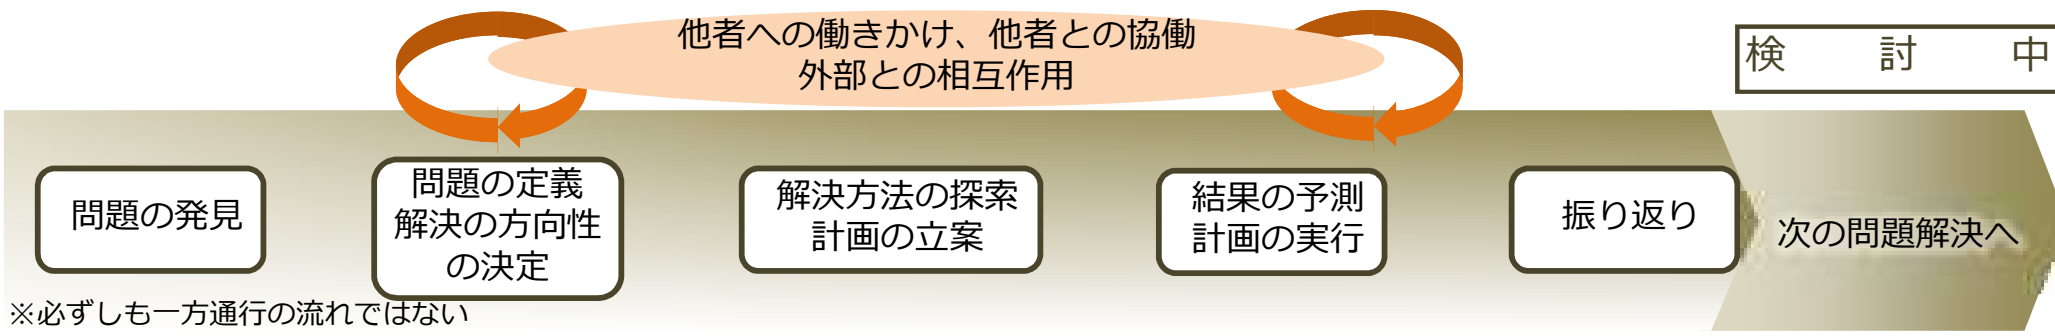 他者への働きかけ、他者との協働
外部との相互作用
検討中
問題の発見
問題の定義
解決の方向性
の決定
解決方法の探索
計画の立案
結果の予測
計画の実行
振り返り
次の問題解決へ
※必ずしも一方通行の流れではない